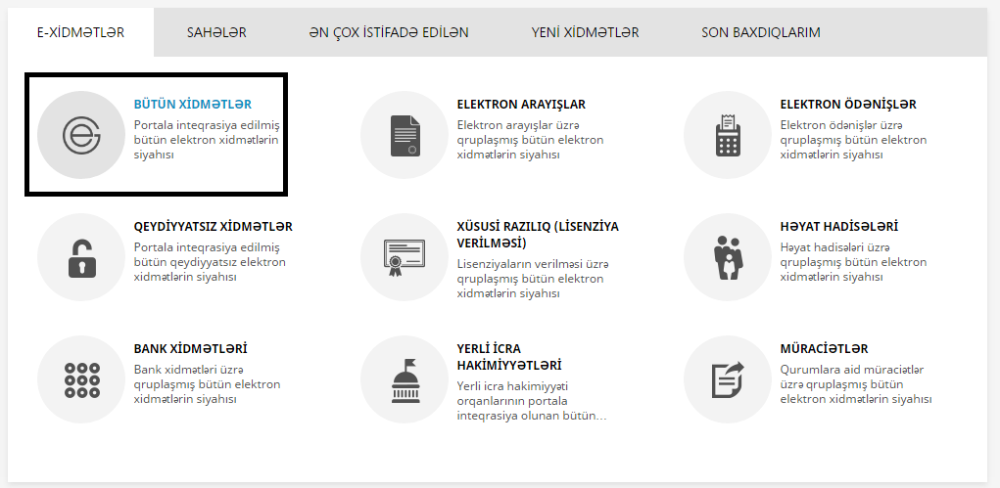 E-XİDMƏTLƏR
SAHƏLƏR
ƏN ÇOX İSTİFADƏ EDİLƏN
YENİ XİDMƏTLƏR
SON BAXDIQLARIM
BÜTÜN XİDMƏTLƏR
Portala inteqrasiya edilmiş
bütün elektron xidmətlərin
siyahısı
ELEKTRON ARAYIŞLAR
Elektron arayışlar üzrə
qruplaşmış bütün elektron
xidmətlərin siyahısı
ELEKTRON ÖDƏNİŞLƏR
Elektron ödənişlər üzrə
qruplaşmış bütün elektron
xidmətlərin siyahısı
QEYDİYYATSIZ XİDMƏTLƏR
Portala inteqrasiya edilmiş
bütün qeydiyyatsız elektron
xidmətlərin siyahısı
XÜSUSİ RAZILIQ (LİSENZİYA
VERİLMƏSİ)
Lisenziyaların verilməsi üzrə
qruplaşmış bütün elektron
xidmətlərin siyahısı
HƏYAT HADİSƏLƏRİ
Həyat hadisələri üzrə
qruplaşmış bütün elektron
xidmətlərin siyahısı
BANK XİDMƏTLƏRİ
Bank xidmətləri üzrə
qruplaşmış bütün elektron
xidmətlərin siyahısı
YERLİ İCRA
HAKİMİYYƏTLƏRİ
Yerli icra hakimiyyəti
orqanlarının portala
inteqrasiya olunan bütün...
MÜRACİƏTLƏR
Qurumlara aid müraciətlər
üzrə qruplaşmış bütün
elektron xidmətlərin siyahısı